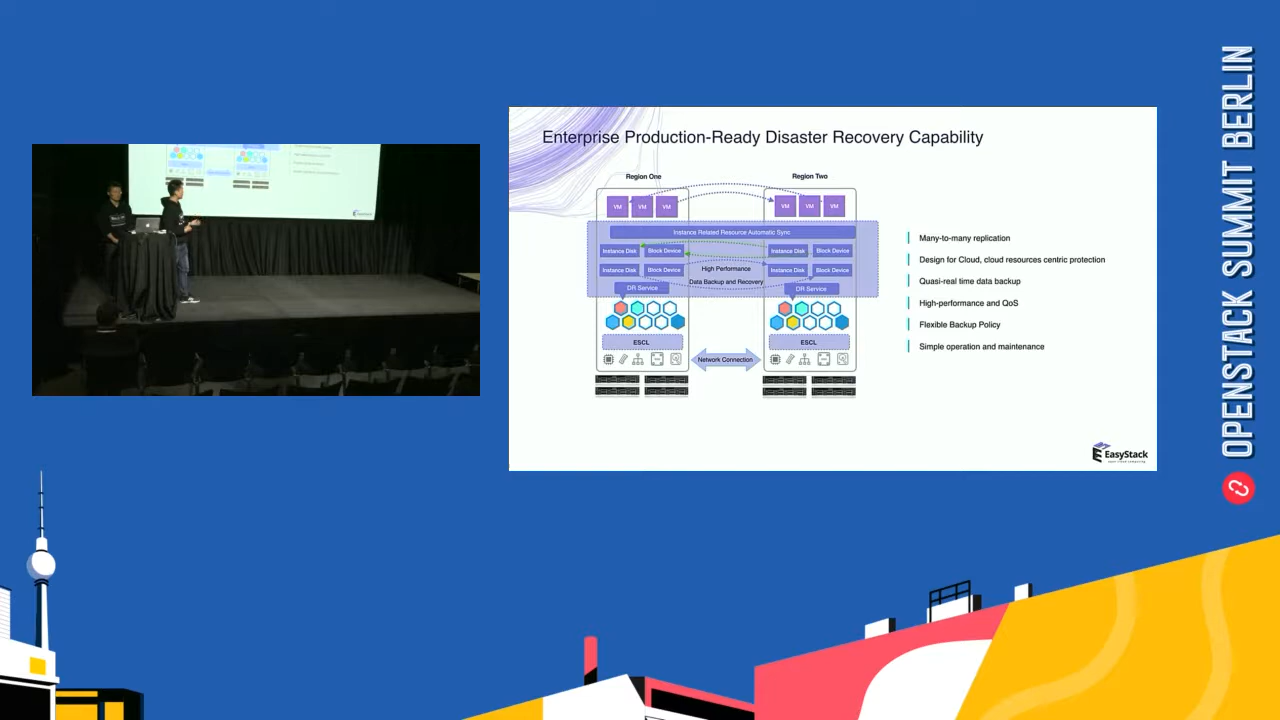 Enterprise Production-Ready Disaster Recovery Capability
Region One
Region Two
VM
VM
VM
VM
VM
VM
Instance Related Resource Automatic Sync
Instance Disk
Block Device
Instance Disk
Block Device
Instance Disk
Block Device
High Performance
Instance Disk
Block Device
Data Backup and Recovery
DR Service
DR Service
ESCL
ESCL
Network Connection
Many-to-many replication
Design for Cloud, cloud resources centric protection
Quasi-real time data backup
High-performance and QoS
Flexible Backup Policy
Simple operation and maintenance
EasyStack
open cloud computing
OPENSTACK SUMMIT BERLIN